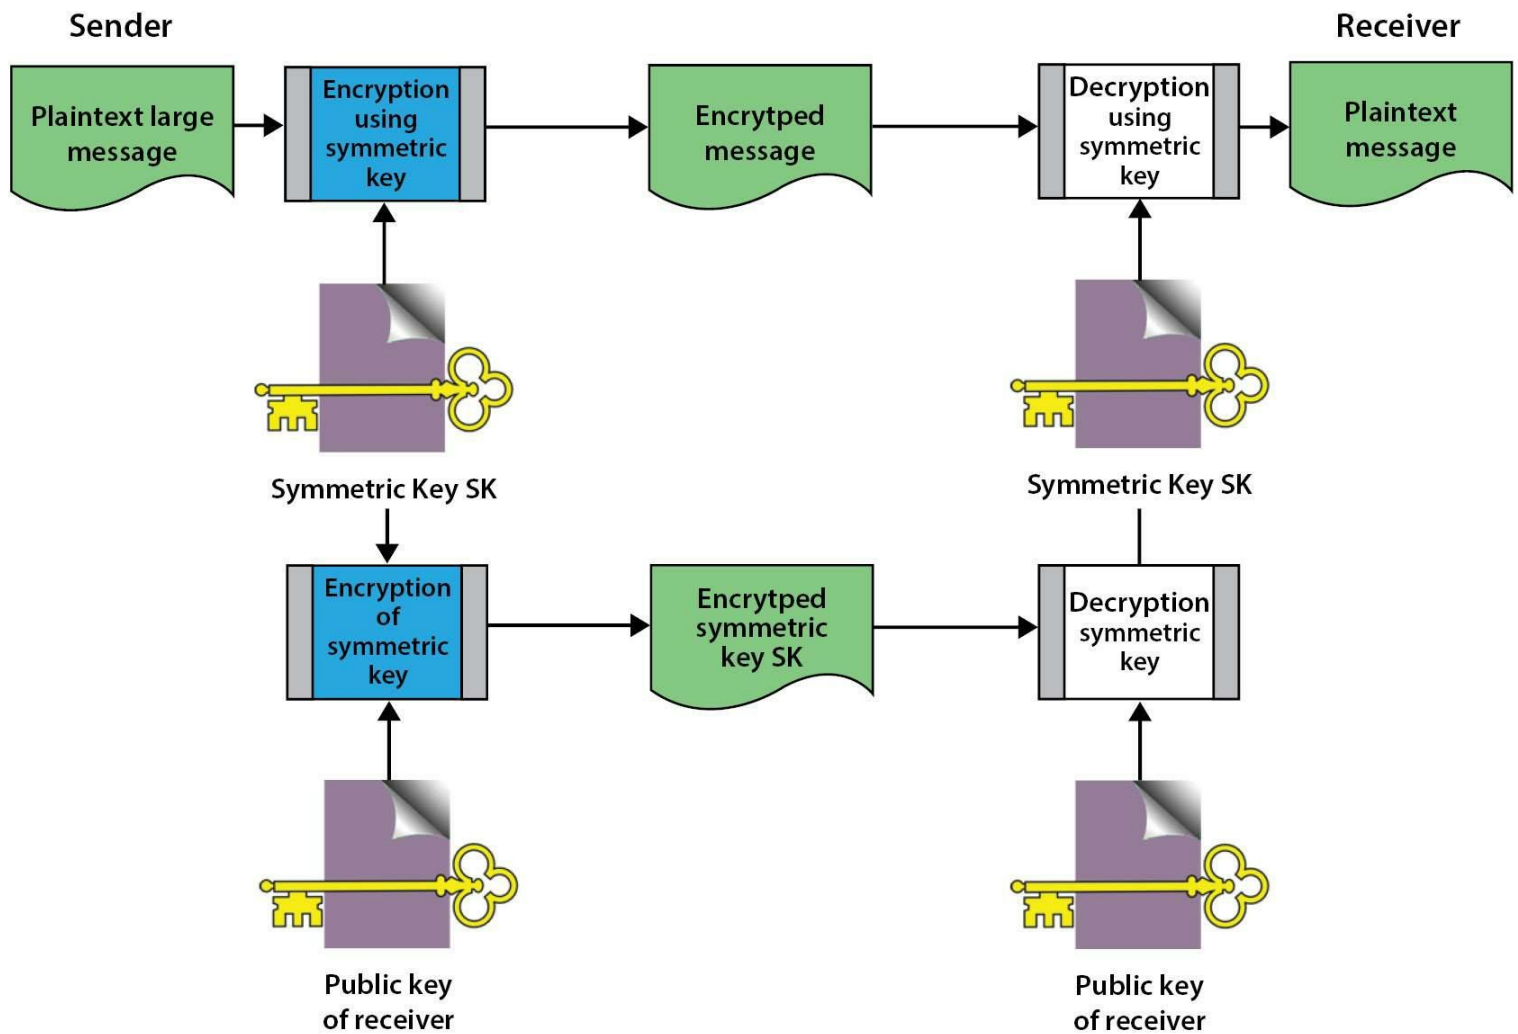 Sender
Receiver
Plaintext large
message
Encryption
using
symmetric
key
Encrytped
message
Decryption
using
symmetric
key
Plaintext
message
Symmetric Key SK
Symmetric Key SK
Encryption
of
symmetric
key
Encrytped
symmetric
key SK
Decryption
symmetric
key
Public key
of receiver
Public key
of receiver